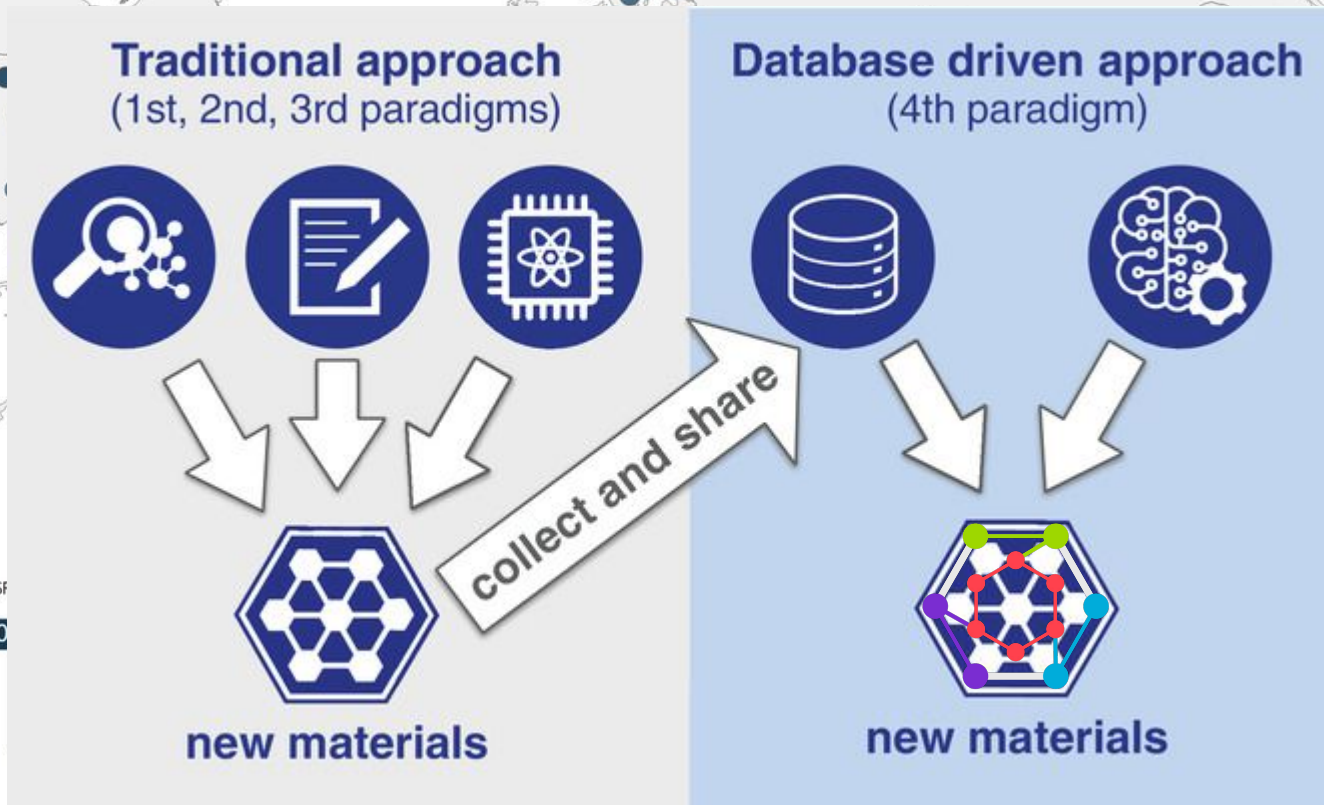 Traditional approach
(1st, 2nd, 3rd paradigms)
collect and share
new materials
Database driven approach
(4th paradigm)
new materials